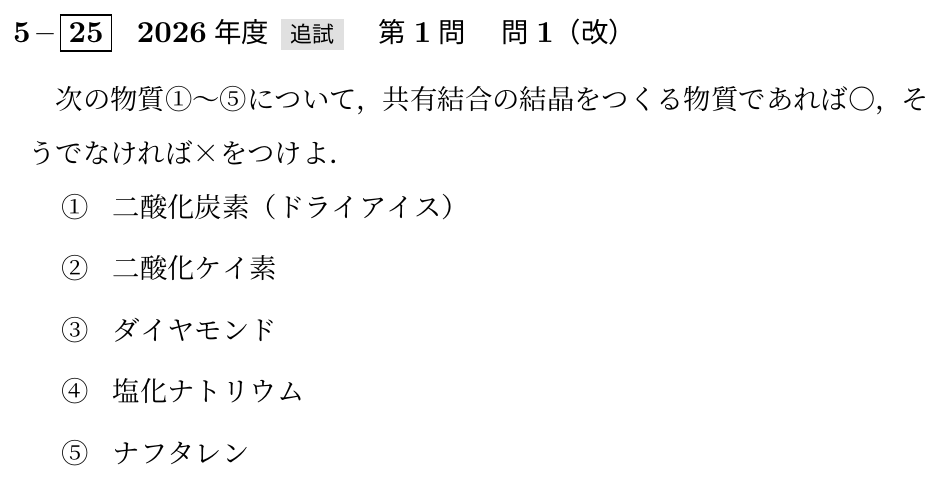 5–25 2026 年度 追試 第 1 問 問 1（改）
次の物質①～⑤について，共有結合の結晶をつくる物質であれば○，そ
うでなければ×をつけよ．
① 二酸化炭素（ドライアイス）
② 二酸化ケイ素
③ ダイヤモンド
④ 塩化ナトリウム
⑤ ナフタレン